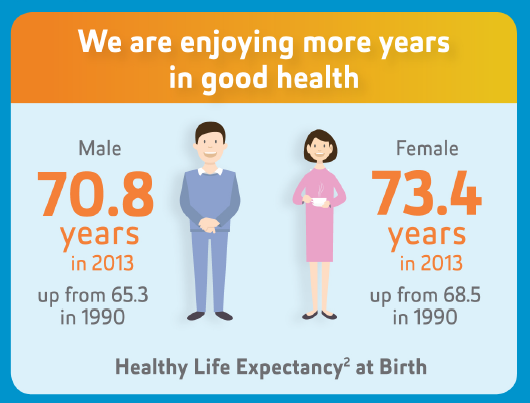 We are enjoying more years
in good health
Male
70.8
years
in 2013
up from 65.3
in 1990
Female
73.4
years
in 2013
up from 68.5
in 1990
Healthy Life Expectancy² at Birth